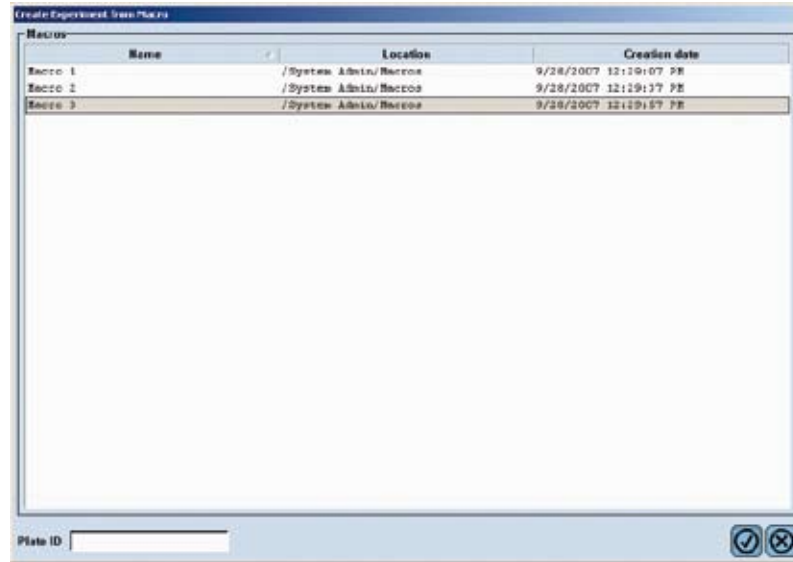 Create Experiment from Macro
Macros
Name Location Creation date
Macro 1 /System Admin/Macros 9/28/2007 12:29:07 PM
Macro 2 /System Admin/Macros 9/28/2007 12:29:37 PM
Macro 3 /System Admin/Macros 9/28/2007 12:29:57 PM
Plate ID